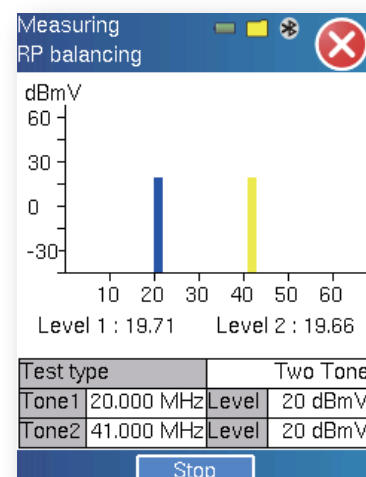 Measuring
RP balancing
dBmV
60
30
0
-30
10 20 30 40 50 60
Level 1 : 19.71 Level 2 : 19.66
Test type Two Tone
Tone1 20.000 MHz Level 20 dBmV
Tone2 41.000 MHz Level 20 dBmV
Stop